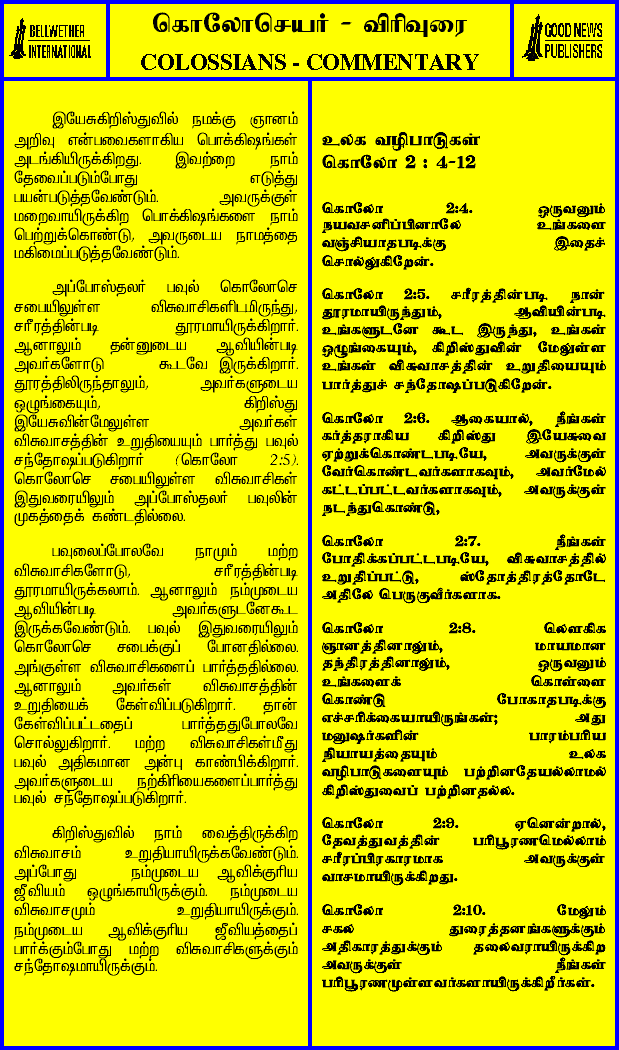 BELLWETHER
INTERNATIONAL
கொலோசெயர் - விரிவுரை
COLOSSIANS - COMMENTARY
GOOD NEWS
PUBLISHERS
இயேசுகிறிஸ்துவில் நமக்கு ஞானம்
அறிவு என்பவைகளாகிய பொக்கிஷங்கள்
அடங்கியிருக்கிறது. இவற்றை நாம்
தேவைப்படும்போது எடுத்து
பயன்படுத்தவேண்டும். அவருக்குள்
மறைவாயிருக்கிற பொக்கிஷங்களை நாம்
பெற்றுக்கொண்டு, அவருடைய நாமத்தை
மகிமைப்படுத்தவேண்டும்.
அப்போஸ்தலர் பவுல் கொலோசெ
சபையிலுள்ள விசுவாசிகளிடமிருந்து,
சரீரத்தின்படி தூரமாயிருக்கிறார்.
ஆனாலும் தன்னுடைய ஆவியின்படி
அவர்களோடு கூடவே இருக்கிறார்.
தூரத்திலிருந்தாலும், அவர்களுடைய
ஒழுங்கையும், கிறிஸ்து
இயேசுவின்மேலுள்ள அவர்கள்
விசுவாசத்தின் உறுதியையும் பார்த்து பவுல்
சந்தோஷப்படுகிறார் (கொலோ 2:5).
கொலோசெ சபையிலுள்ள விசுவாசிகள்
இதுவரையிலும் அப்போஸ்தலர் பவுலின்
முகத்தைக் கண்டதில்லை.
பவுலைப்போலவே நாமும் மற்ற
விசுவாசிகளோடு, சரீரத்தின்படி
தூரமாயிருக்கலாம். ஆனாலும் நம்முடைய
ஆவியின்படி அவர்களுடனேகூட
இருக்கவேண்டும். பவுல் இதுவரையிலும்
கொலோசெ சபைக்குப் போனதில்லை.
அங்குள்ள விசுவாசிகளைப் பார்த்ததில்லை.
ஆனாலும் அவர்கள் விசுவாசத்தின்
உறுதியைக் கேள்விப்படுகிறார். தான்
கேள்விப்பட்டதைப் பார்த்ததுபோலவே
சொல்லுகிறார். மற்ற விசுவாசிகள்மீது
பவுல் அதிகமான அன்பு காண்பிக்கிறார்.
அவர்களுடைய நற்கிரியைகளைப்பார்த்து
பவுல் சந்தோஷப்படுகிறார்.
கிறிஸ்துவில் நாம் வைத்திருக்கிற
விசுவாசம் உறுதியாயிருக்கவேண்டும்.
அப்போது நம்முடைய ஆவிக்குரிய
ஜீவியம் ஒழுங்காயிருக்கும். நம்முடைய
விசுவாசமும் உறுதியாயிருக்கும்.
நம்முடைய ஆவிக்குரிய ஜீவியத்தைப்
பார்க்கும்போது மற்ற விசுவாசிகளுக்கும்
சந்தோஷமாயிருக்கும்.
உலக வழிபாடுகள்
கொலோ 2 : 4-12
கொலோ 2:4. ஒருவனும்
நயவசனிப்பினாலே உங்களை
வஞ்சியாதபடிக்கு இதைச்
சொல்லுகிறேன்.
கொலோ 2:5. சரீரத்தின்படி நான்
தூரமாயிருந்தும், ஆவியின்படி
உங்களுடனே கூட இருந்து, உங்கள்
ஒழுங்கையும், கிறிஸ்துவின் மேலுள்ள
உங்கள் விசுவாசத்தின் உறுதியையும்
பார்த்துச் சந்தோஷப்படுகிறேன்.
கொலோ 2:6. ஆகையால், நீங்கள்
கர்த்தராகிய கிறிஸ்து இயேசுவை
ஏற்றுக்கொண்டபடியே, அவருக்குள்
வேர்கொண்டவர்களாகவும், அவர்மேல்
கட்டப்பட்டவர்களாகவும், அவருக்குள்
நடந்துகொண்டு,
கொலோ 2:7. நீங்கள்
போதிக்கப்பட்டபடியே, விசுவாசத்தில்
உறுதிப்பட்டு, ஸ்தோத்திரத்தோடே
அதிலே பெருகுவீர்களாக.
கொலோ 2:8. லௌகிக
ஞானத்தினாலும், மாயமான
தந்திரத்தினாலும், ஒருவனும்
உங்களைக் கொள்ளை
கொண்டு போகாதபடிக்கு
எச்சரிக்கையாயிருங்கள்; அது
மனுஷர்களின் பாரம்பரிய
நியாயத்தையும் உலக
வழிபாடுகளையும் பற்றினதேயல்லாமல்
கிறிஸ்துவைப் பற்றினதல்ல.
கொலோ 2:9. ஏனென்றால்,
தேவத்துவத்தின் பரிபூரணமெல்லாம்
சரீரப்பிரகாரமாக அவருக்குள்
வாசமாயிருக்கிறது.
கொலோ 2:10. மேலும்
சகல துரைத்தனங்களுக்கும்
அதிகாரத்துக்கும் தலைவராயிருக்கிற
அவருக்குள் நீங்கள்
பரிபூரணமுள்ளவர்களாயிருக்கிறீர்கள்.